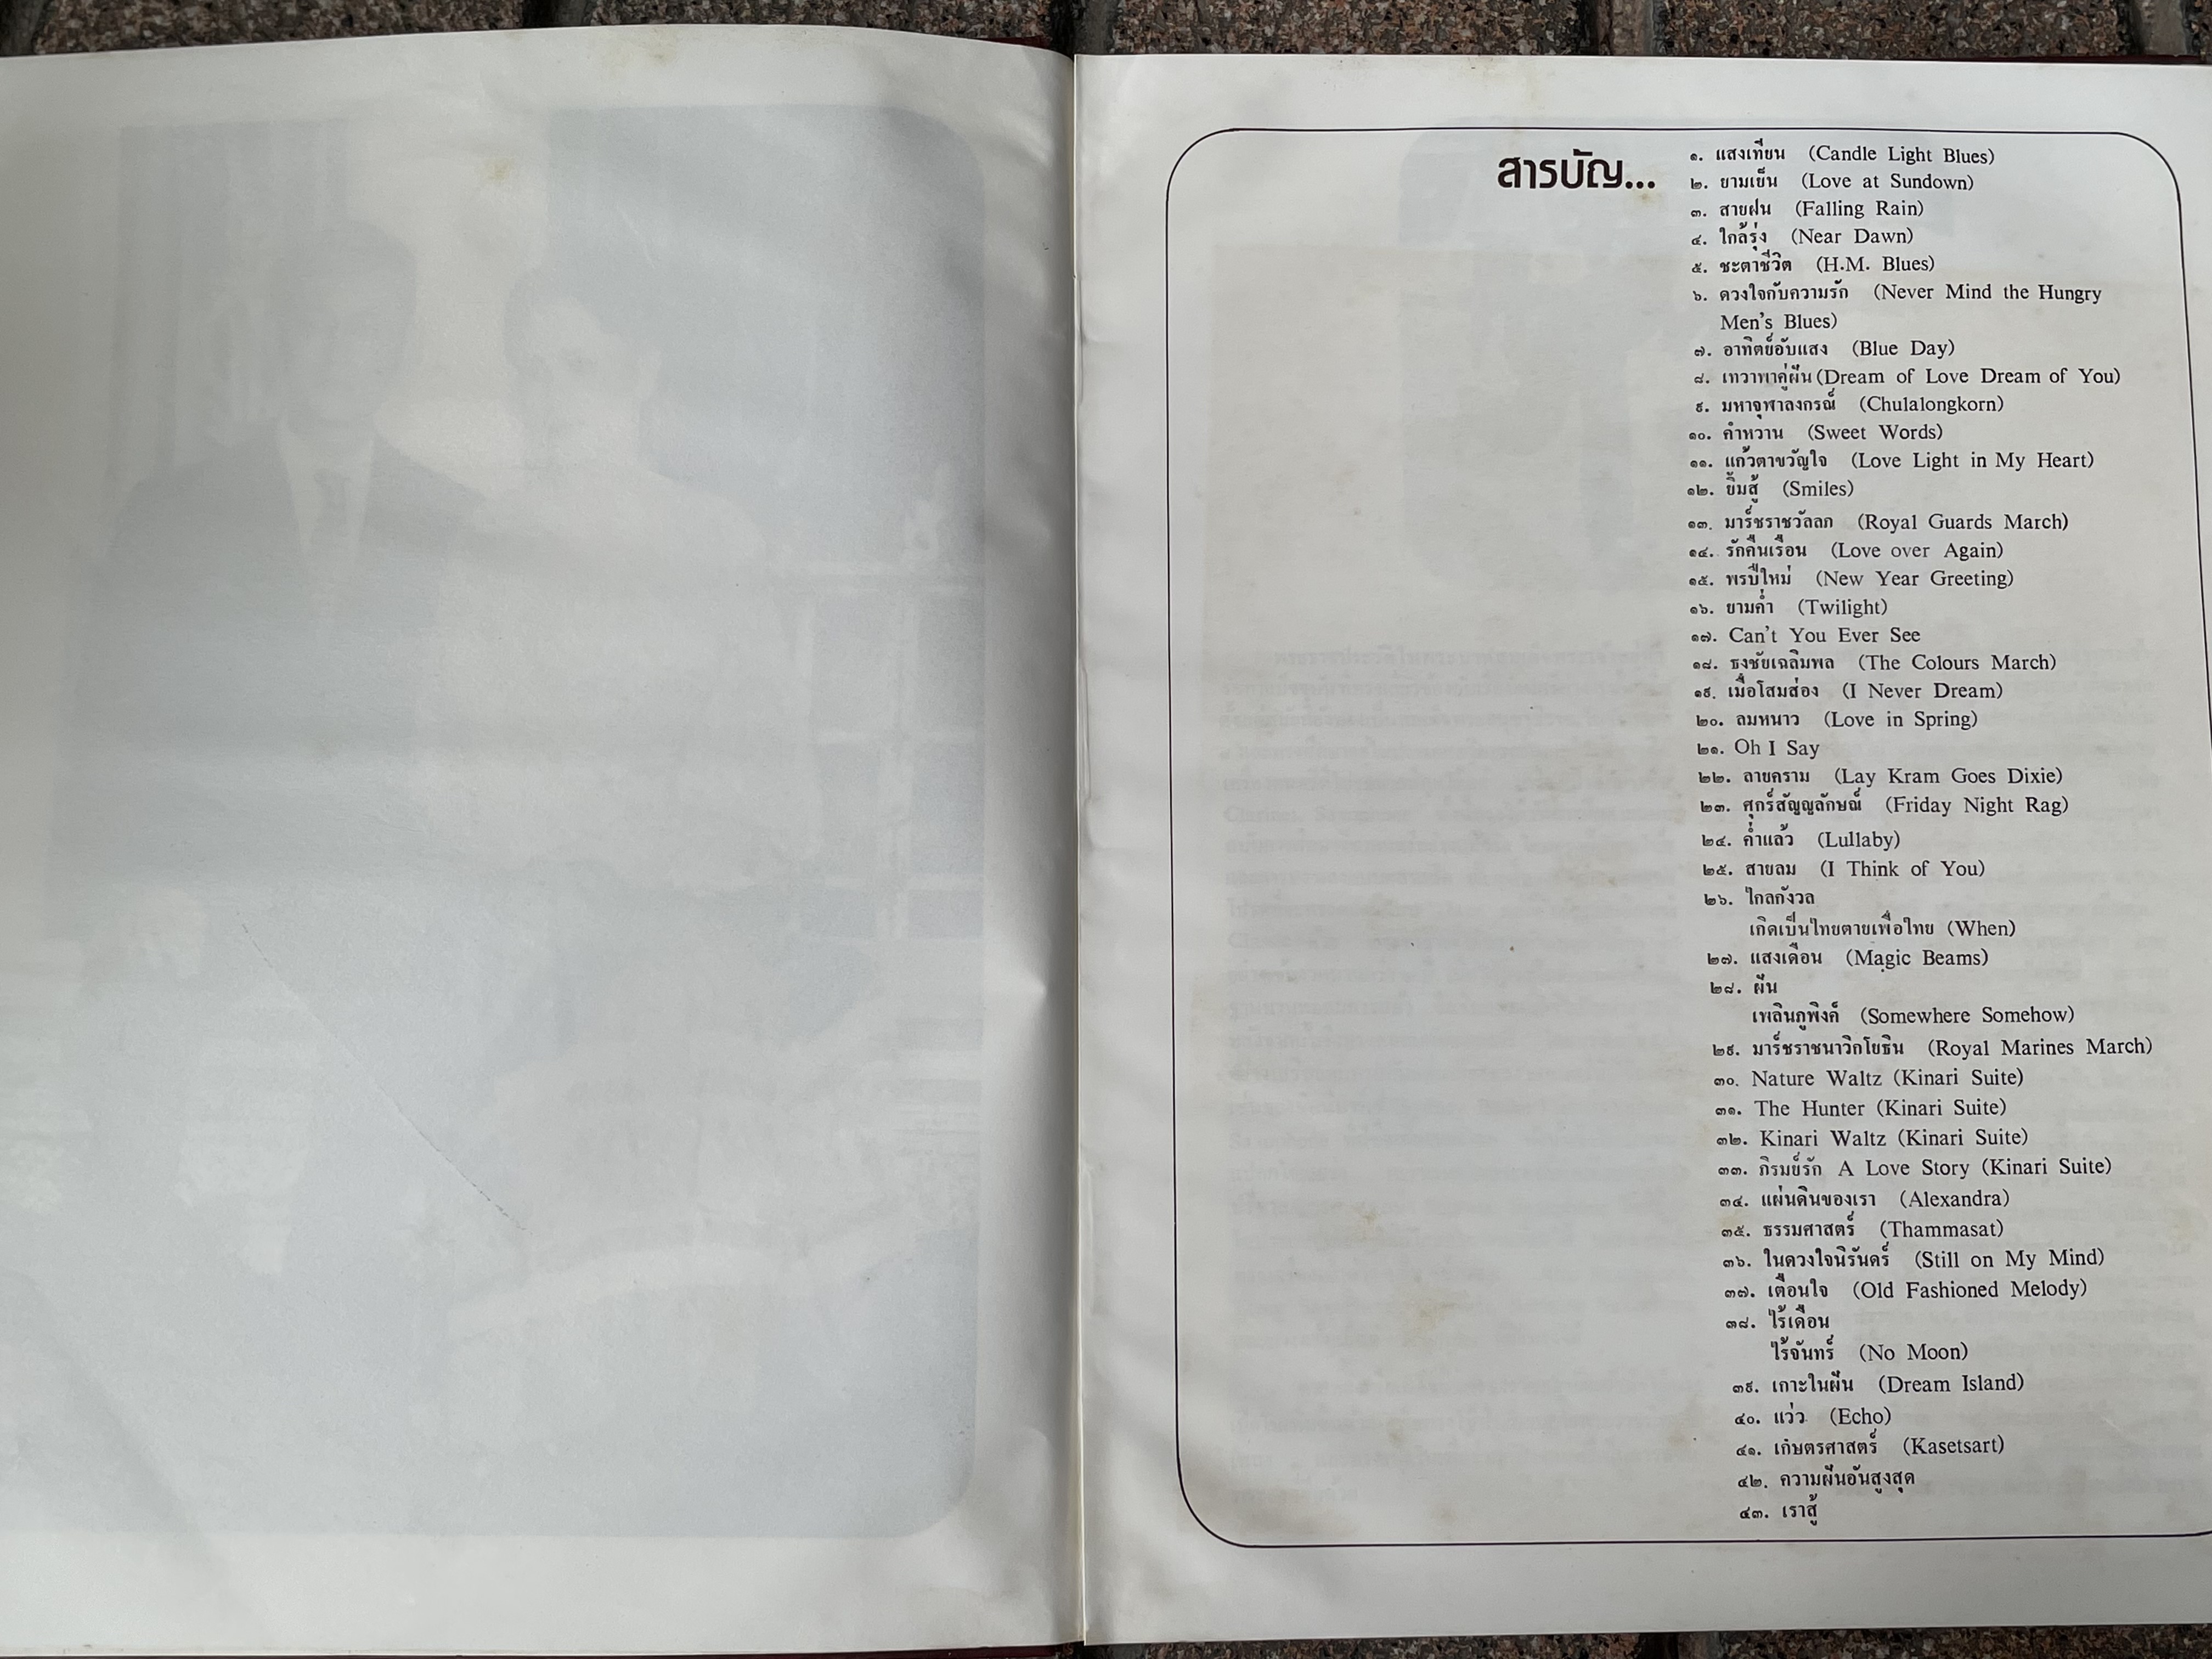 สารบัญ...
๑. แสงเทียน (Candle Light Blues)
๒. ยามเย็น (Love at Sundown)
๓. สายฝน (Falling Rain)
๔. ใกล้รุ่ง (Near Dawn)
๕. ชะตาชีวิต (H.M. Blues)
๖. ดวงใจกับความรัก (Never Mind the Hungry
Men's Blues)
๗. อาทิตย์อับแสง (Blue Day)
๘. เทวาพาคู่ฝัน (Dream of Love Dream of You)
๙. มหาจุฬาลงกรณ์ (Chulalongkorn)
๑๐. คำหวาน (Sweet Words)
๑๑. แก้วตาขวัญใจ (Love Light in My Heart)
๑๒. ยิ้มสู้ (Smiles)
๑๓. มาร์ชราชวัลลภ (Royal Guards March)
๑๔. รักคืนเรือน (Love over Again)
๑๕. พรปีใหม่ (New Year Greeting)
๑๖. ยามค่ำ (Twilight)
๑๗. Can't You Ever See
๑๘. ธงชัยเฉลิมพล (The Colours March)
๑๙. เมื่อโสมส่อง (I Never Dream)
๒๐. ลมหนาว (Love in Spring)
๒๑. Oh I Say
๒๒. ลายคราม (Lay Kram Goes Dixie)
๒๓. ศุกร์สัญญลักษณ์ (Friday Night Rag)
๒๔. ค่ำแล้ว (Lullaby)
๒๕. สายลม (I Think of You)
๒๖. ไกลกังวล
เกิดเป็นไทยตายเพื่อไทย (When)
๒๗. แสงเดือน (Magic Beams)
๒๘. ฝัน
เพลินภูพิงค์ (Somewhere Somehow)
๒๙. มาร์ชราชนาวิกโยธิน (Royal Marines March)
๓๐. Nature Waltz (Kinari Suite)
๓๑. The Hunter (Kinari Suite)
๓๒. Kinari Waltz (Kinari Suite)
๓๓. ภิรมย์รัก A Love Story (Kinari Suite)
๓๔. แผ่นดินของเรา (Alexandra)
๓๕. ธรรมศาสตร์ (Thammasat)
๓๖. ในดวงใจนิรันดร์ (Still on My Mind)
๓๗. เตือนใจ (Old Fashioned Melody)
๓๘. ไร้เดือน
ไร้จันทร์ (No Moon)
๓๙. เกาะในฝัน (Dream Island)
๔๐. แว่ว (Echo)
๔๑. เกษตรศาสตร์ (Kasetsart)
๔๒. ความฝันอันสูงสุด
๔๓. เราสู้